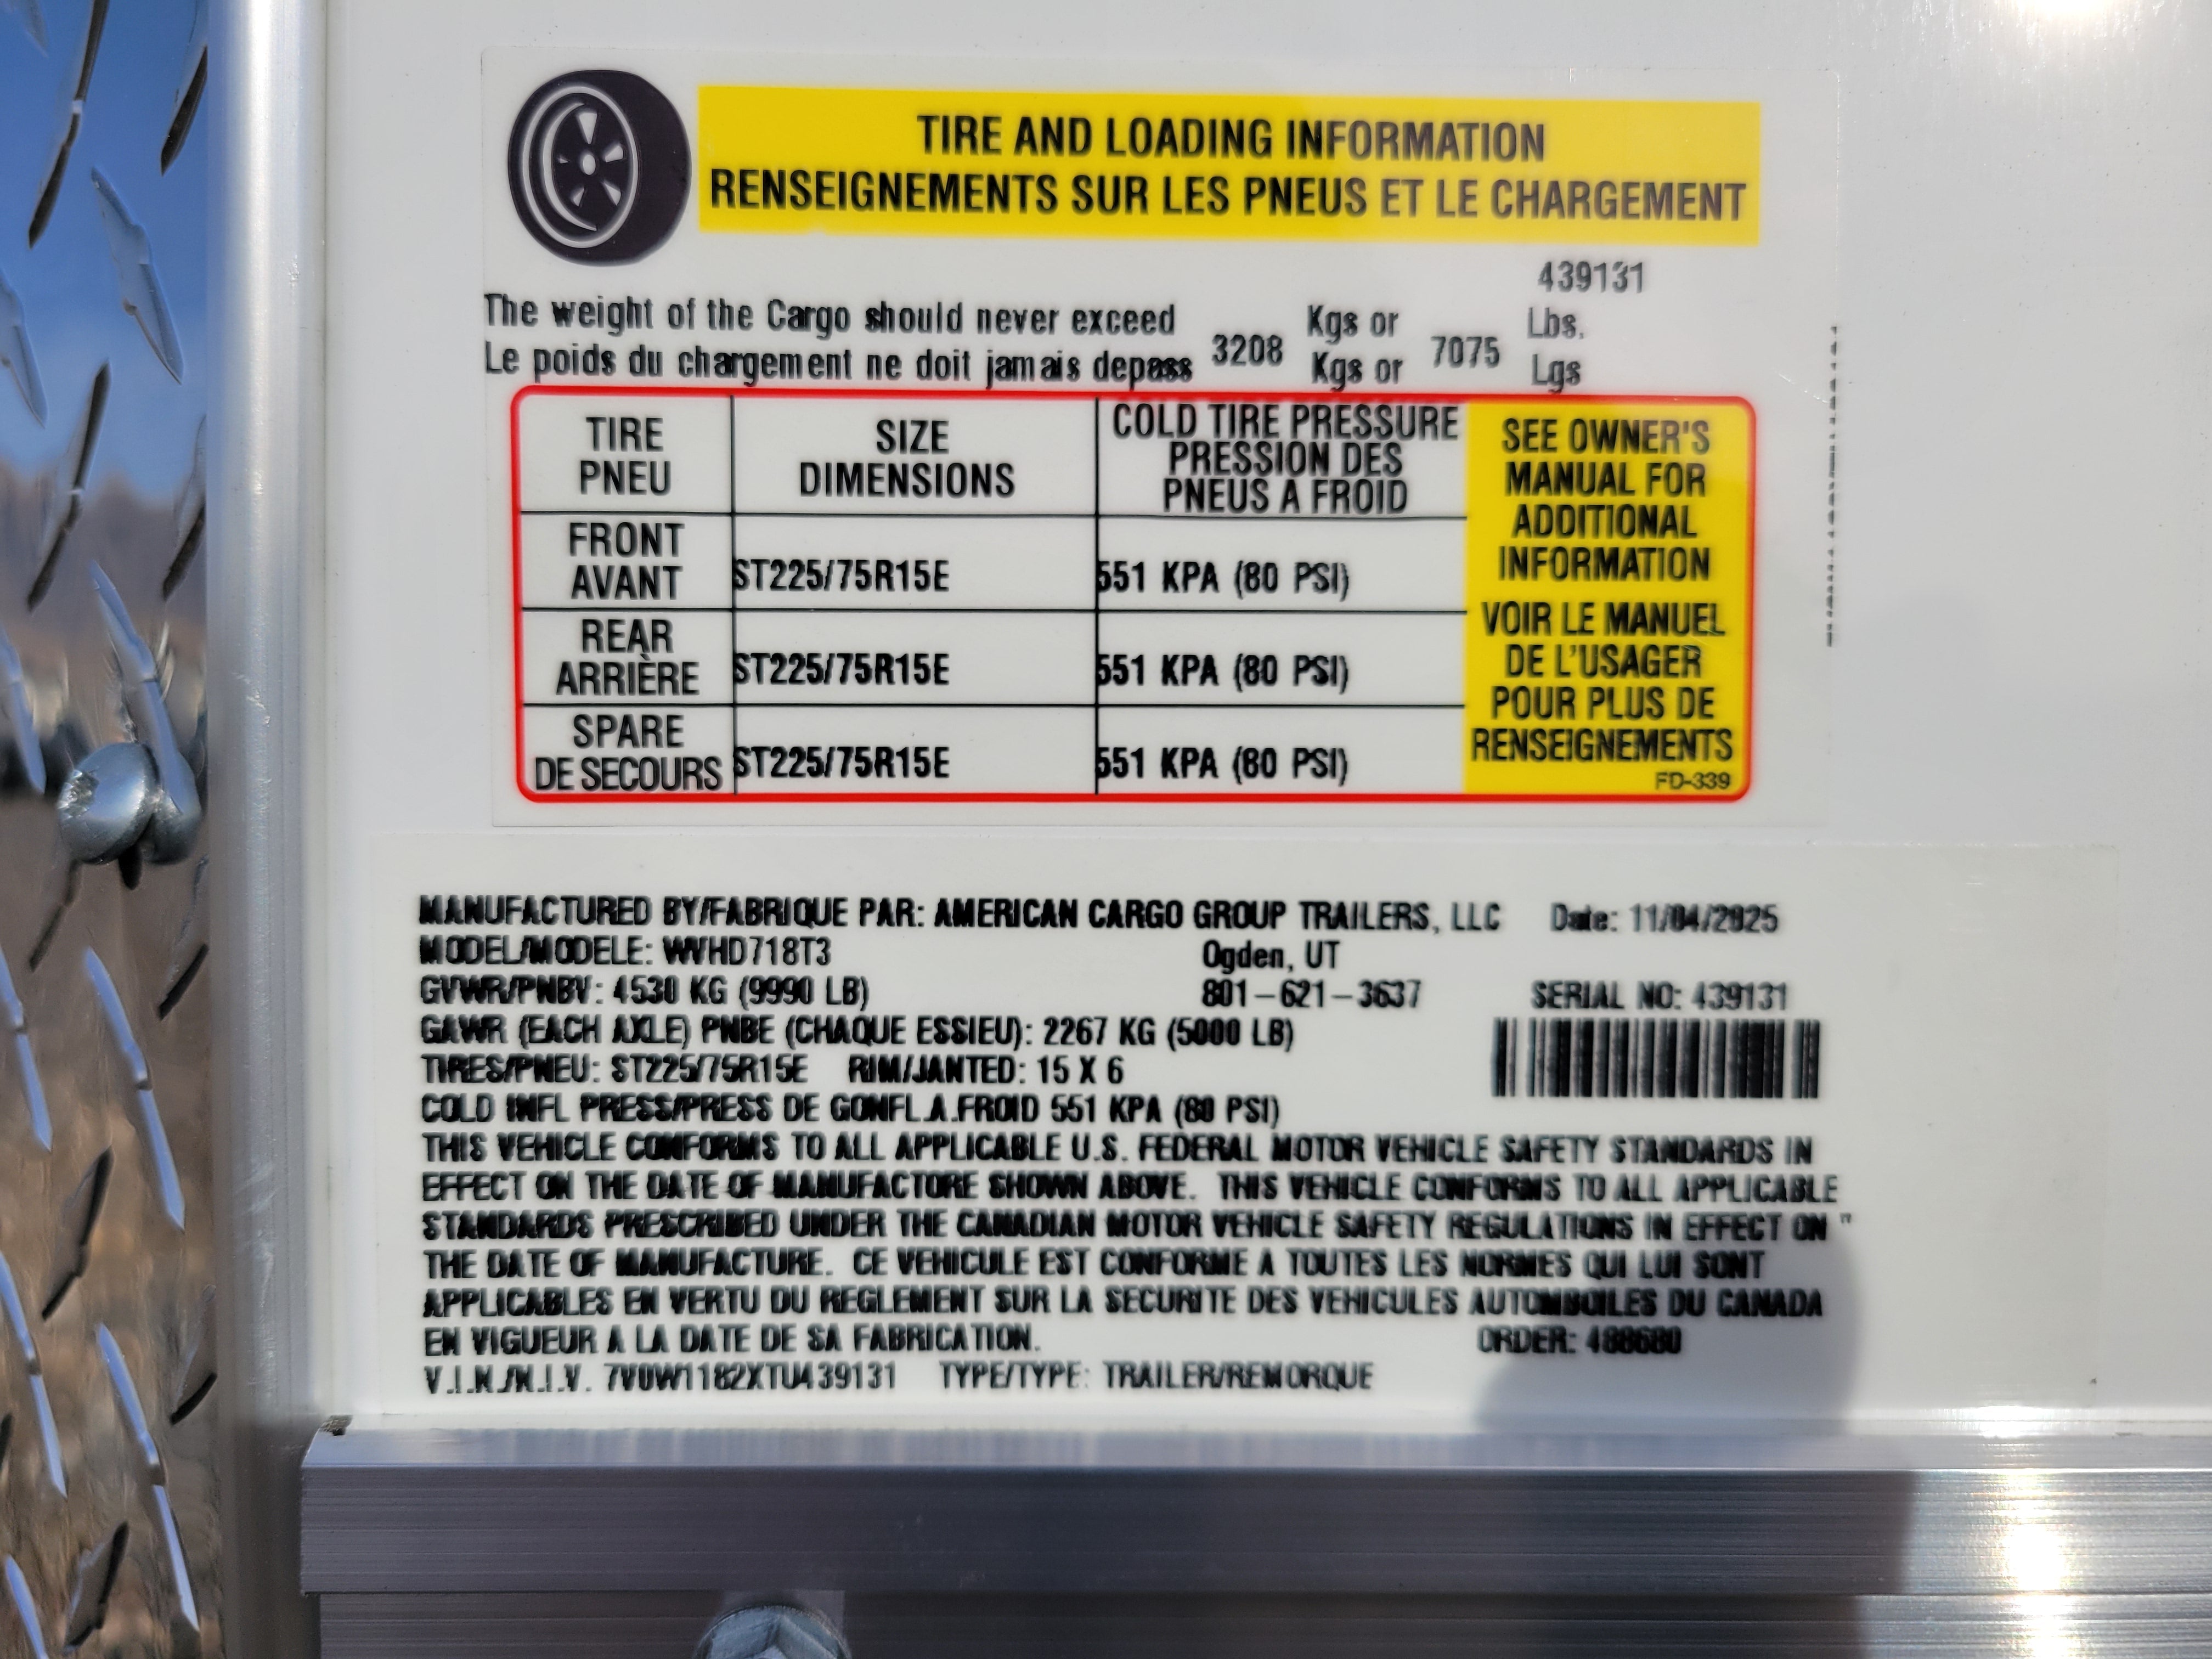 TIRE AND LOADING INFORMATION
RENSEIGNEMENTS SUR LES PNEUS ET LE CHARGEMENT
439131
The weight of the Cargo should never exceed 3208 Kgs or 7075 Lbs.
Le poids du chargement ne doit jamais depass Kgs or Lgs
TIRE PNEU
SIZE DIMENSIONS
COLD TIRE PRESSURE
PRESSION DES
PNEUS A FROID
FRONT AVANT ST225/75R15E 551 KPA (80 PSI)
REAR ARRIÈRE ST225/75R15E 551 KPA (80 PSI)
SPARE DE SECOURS ST225/75R15E 551 KPA (80 PSI)
SEE OWNER'S
MANUAL FOR
ADDITIONAL
INFORMATION
VOIR LE MANUEL
DE L'USAGER
POUR PLUS DE
RENSEIGNEMENTS
FD-339
MANUFACTURED BY/FABRIQUE PAR: AMERICAN CARGO GROUP TRAILERS, LLC Date: 11/04/2025
MODEL/MODELE: WVHD718T3 Ogden, UT
GVWR/PNBV: 4530 KG (9990 LB) 801-621-3637 SERIAL NO: 439131
GAWR (EACH AXLE) PNBE (CHAQUE ESSIEU): 2267 KG (5000 LB)
TIRES/PNEU: ST225/75R15E RIM/JANTED: 15 X 6
COLD INFL PRESS/PRESS DE GONFL.A.FROID 551 KPA (80 PSI)
THIS VEHICLE CONFORMS TO ALL APPLICABLE U.S. FEDERAL MOTOR VEHICLE SAFETY STANDARDS IN
EFFECT ON THE DATE OF MANUFACTORE SHOWN ABOVE. THIS VEHICLE CONFORMS TO ALL APPLICABLE
STANDARDS PRESCRIBED UNDER THE CANADIAN MOTOR VEHICLE SAFETY REGULATIONS IN EFFECT ON "
THE DATE OF MANUFACTURE. CE VEHICULE EST CONFORME A TOUTES LES NORMES QUI LUI SONT
APPLICABLES EN VERTU DU REGLEMENT SUR LA SECURITE DES VEHICULES AUTOMBOILES DU CANADA
EN VIGUEUR A LA DATE DE SA FABRICATION. ORDER: 488680
V.I.N./N.I.V. 7V0W1182XTU439131 TYPE/TYPE: TRAILER/REMORQUE